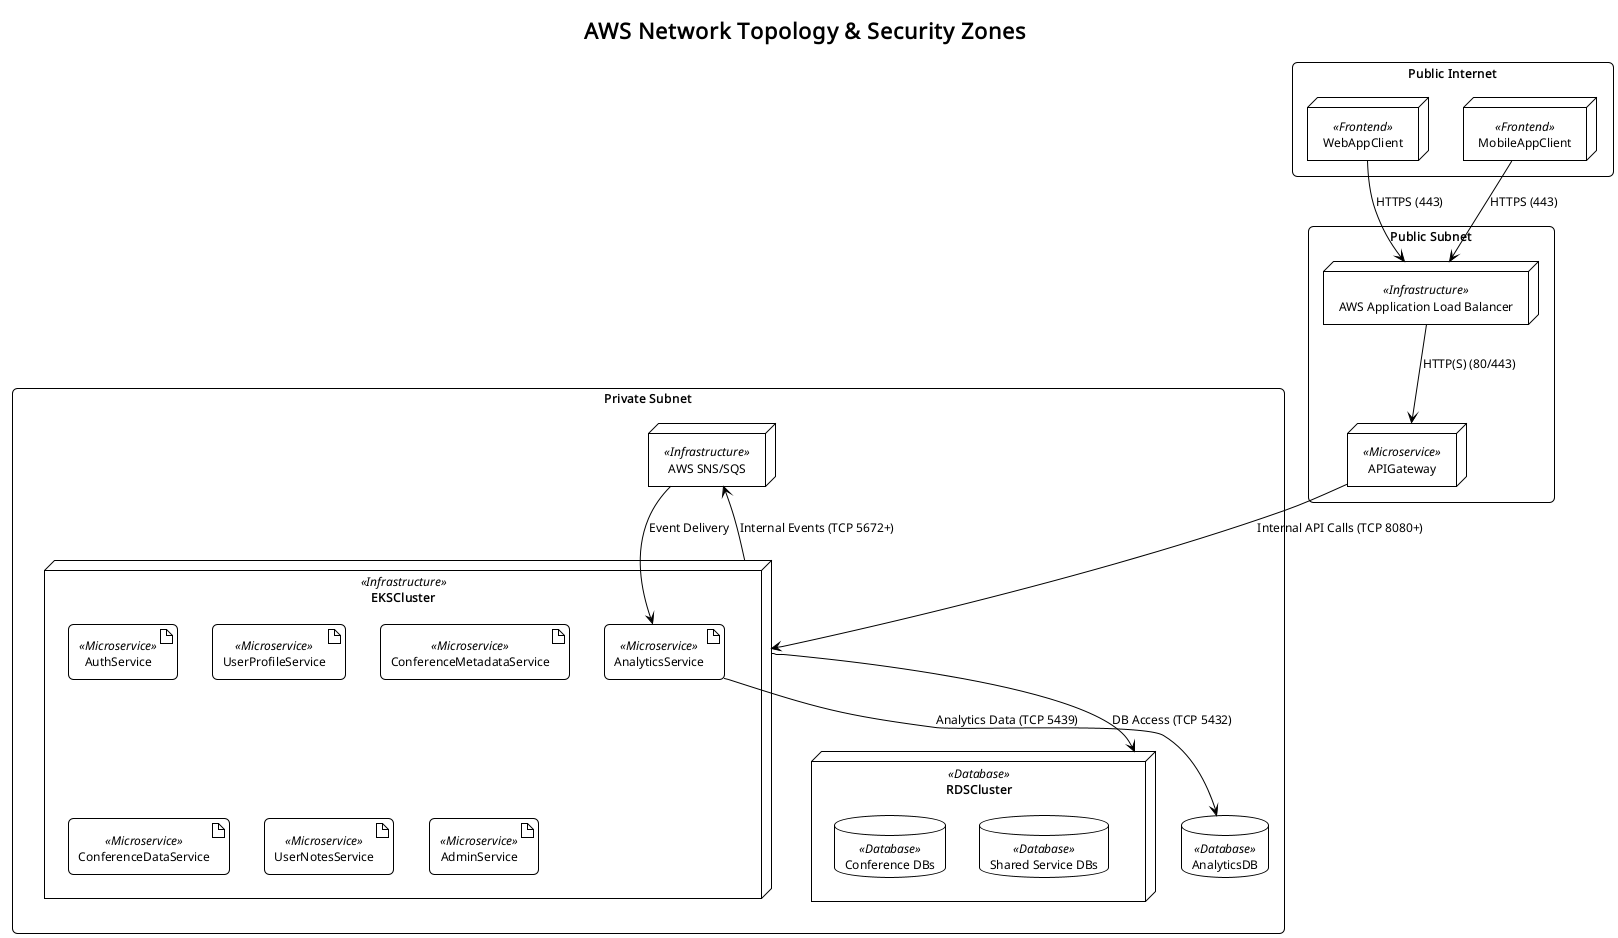 AWS Network Topology & Security Zones
Public Internet
«Frontend»
WebAppClient
«Frontend»
MobileAppClient
HTTPS (443)
HTTPS (443)
Public Subnet
«Infrastructure»
AWS Application Load Balancer
HTTP(S) (80/443)
«Microservice»
APIGateway
Private Subnet
«Infrastructure»
AWS SNS/SQS
Event Delivery
Internal Events (TCP 5672+)
Internal API Calls (TCP 8080+)
«Infrastructure»
EKSCluster
«Microservice»
AuthService
«Microservice»
UserProfileService
«Microservice»
ConferenceMetadataService
«Microservice»
AnalyticsService
Analytics Data (TCP 5439)
DB Access (TCP 5432)
«Microservice»
ConferenceDataService
«Microservice»
UserNotesService
«Microservice»
AdminService
«Database»
RDSCluster
«Database»
Conference DBs
«Database»
Shared Service DBs
«Database»
AnalyticsDB